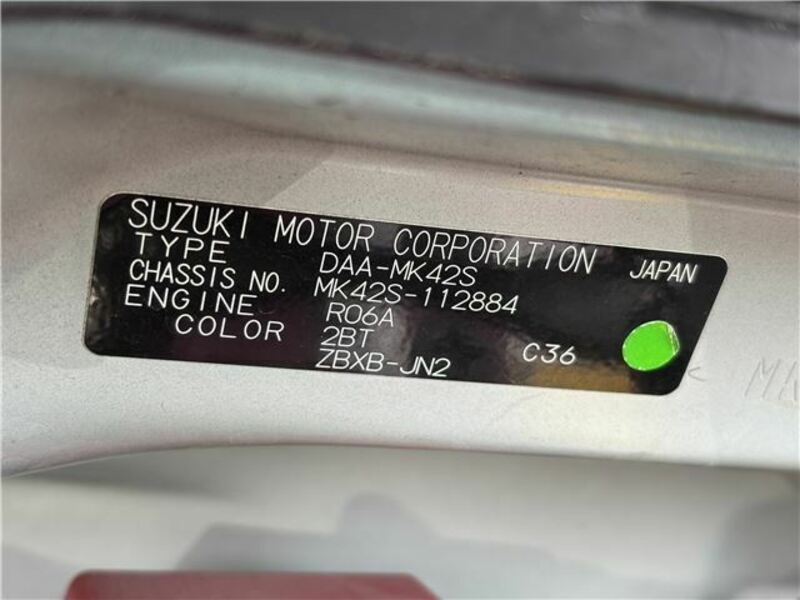 SUZUKI MOTOR CORPORATION JAPAN
TYPE DAA-MK42S
CHASSIS NO. MK42S-112884
ENGINE R06A
COLOR 2BT C36
ZBXB-JN2